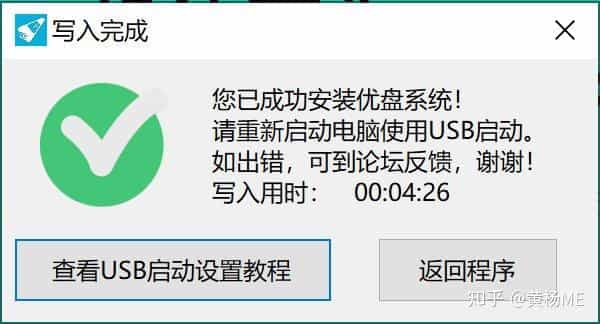 写入完成
您已成功安装优盘系统！
请重新启动电脑使用USB启动。
如出错，可到论坛反馈，谢谢！
写入用时： 00:04:26
查看USB启动设置教程
返回程序
知乎 @黄杨ME